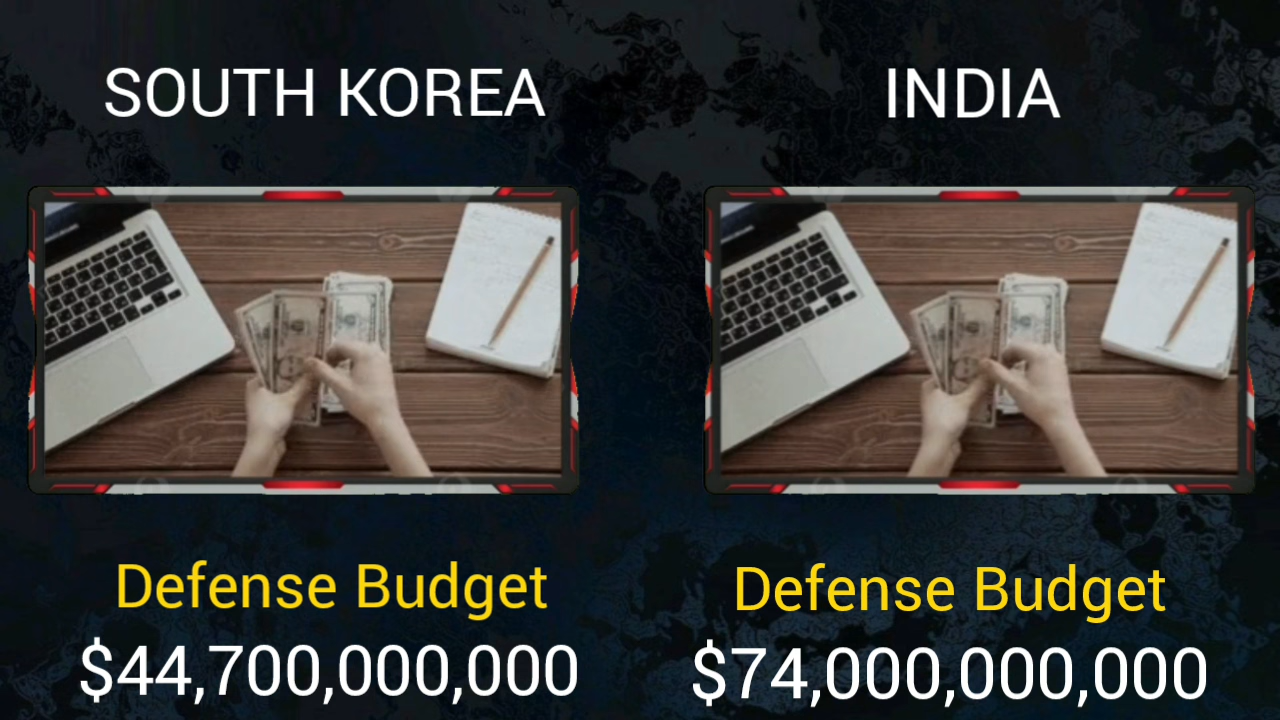 SOUTH KOREA
INDIA
Defense Budget
Defense Budget
$44,700,000,000
$74,000,000,000